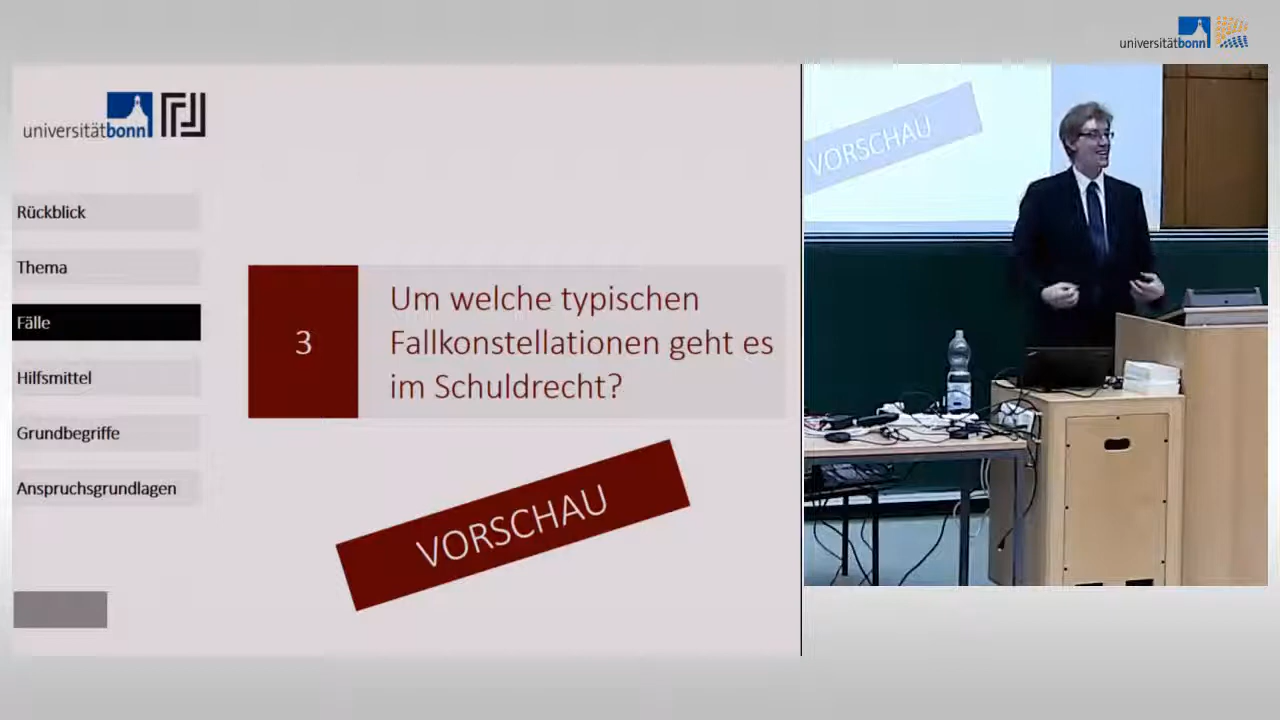 universitätbonn
universitätbonn
Rückblick
Thema
Fälle
Hilfsmittel
Grundbegriffe
Anspruchsgrundlagen
3
Um welche typischen
Fallkonstellationen geht es
im Schuldrecht?
VORSCHAU
VORSCHAU